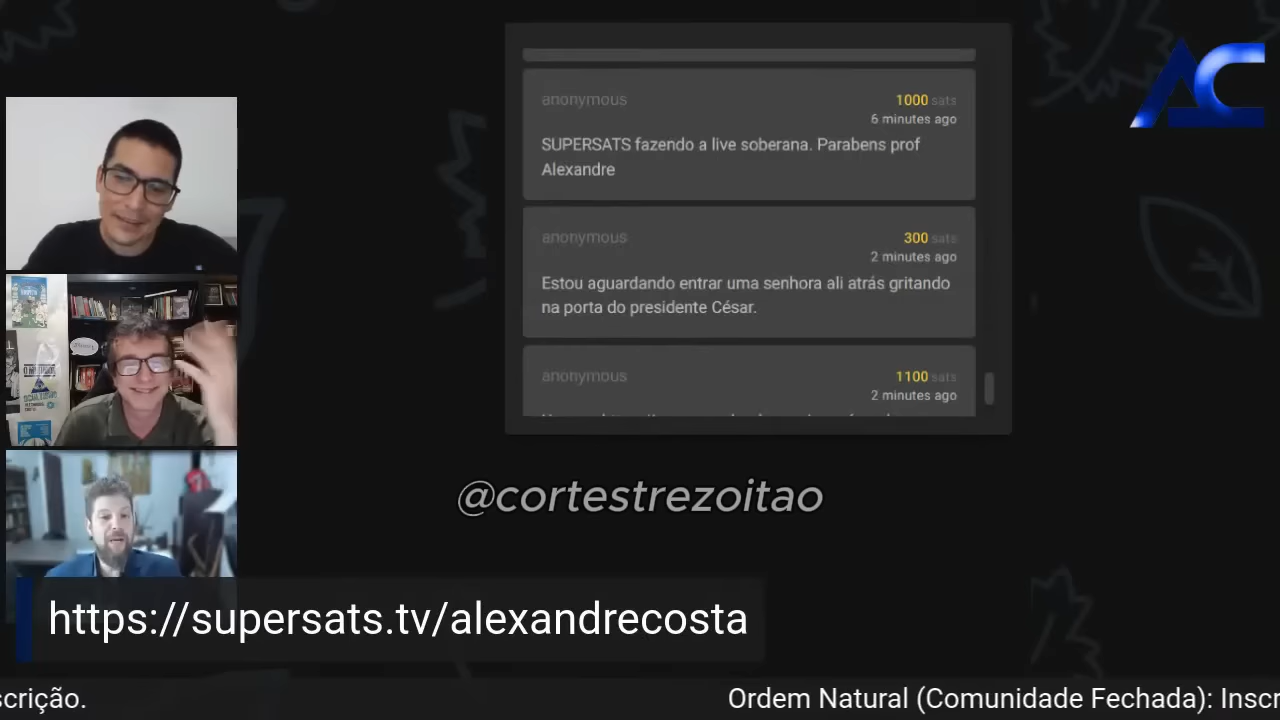 anonymous
1000 sats
6 minutes ago
SUPERSATS fazendo a live soberana. Parabens prof
Alexandre
anonymous
300 sats
2 minutes ago
Estou aguardando entrar uma senhora ali atrás gritando
na porta do presidente César.
anonymous
1100 sats
2 minutes ago
AC
@cortestrezoitao
https://supersats.tv/alexandrecosta
scrição.
Ordem Natural (Comunidade Fechada): Inscr